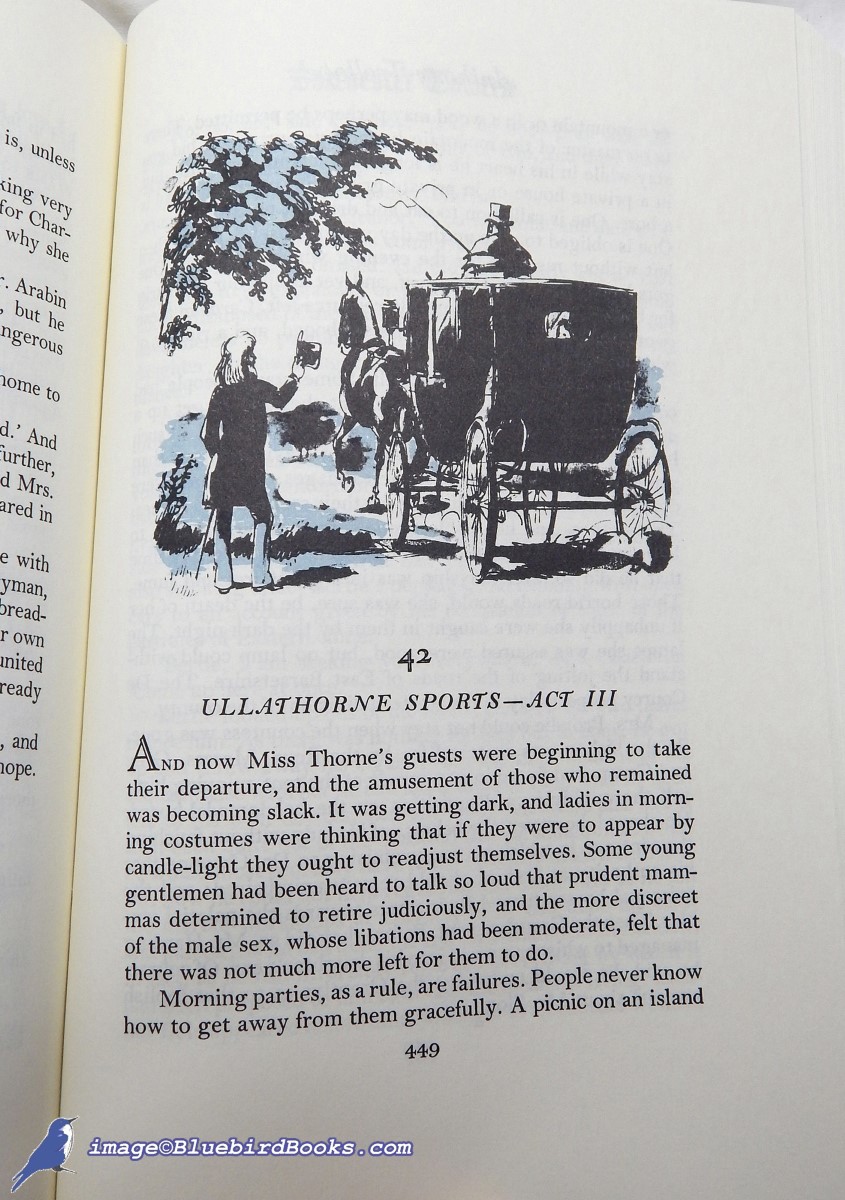 is, unless
king very
for Char-
why she
r. Arabin
, but he
ngerous
home to
d.' And
further,
d Mrs.
ared in
e with
yman,
bread-
r own
united
ready
, and
hope.
42
ULLATHORNE SPORTS—ACT III
AND now Miss Thorne's guests were beginning to take
their departure, and the amusement of those who remained
was becoming slack. It was getting dark, and ladies in morn-
ing costumes were thinking that if they were to appear by
candle-light they ought to readjust themselves. Some young
gentlemen had been heard to talk so loud that prudent mam-
mas determined to retire judiciously, and the more discreet
of the male sex, whose libations had been moderate, felt that
there was not much more left for them to do.
Morning parties, as a rule, are failures. People never know
how to get away from them gracefully. A picnic on an island
449
image©BluebirdBooks.com